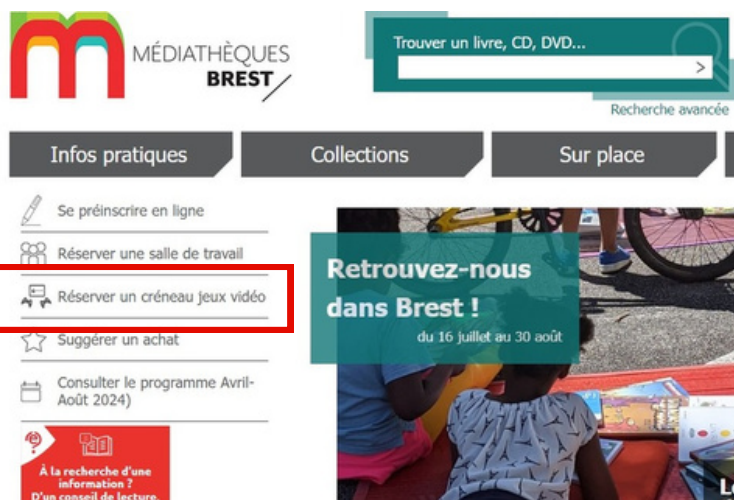 MÉDIATHÈQUES
BREST
Trouver un livre, CD, DVD...
>
Recherche avancée
Infos pratiques
Collections
Sur place
Se préinscrire en ligne
Réserver une salle de travail
Réserver un créneau jeux vidéo
Suggérer un achat
Consulter le programme Avril-
Août 2024)
Retrouvez-nous
dans Brest !
du 16 juillet au 30 août
À la recherche d'une
information ?
D'un conseil de lecture,